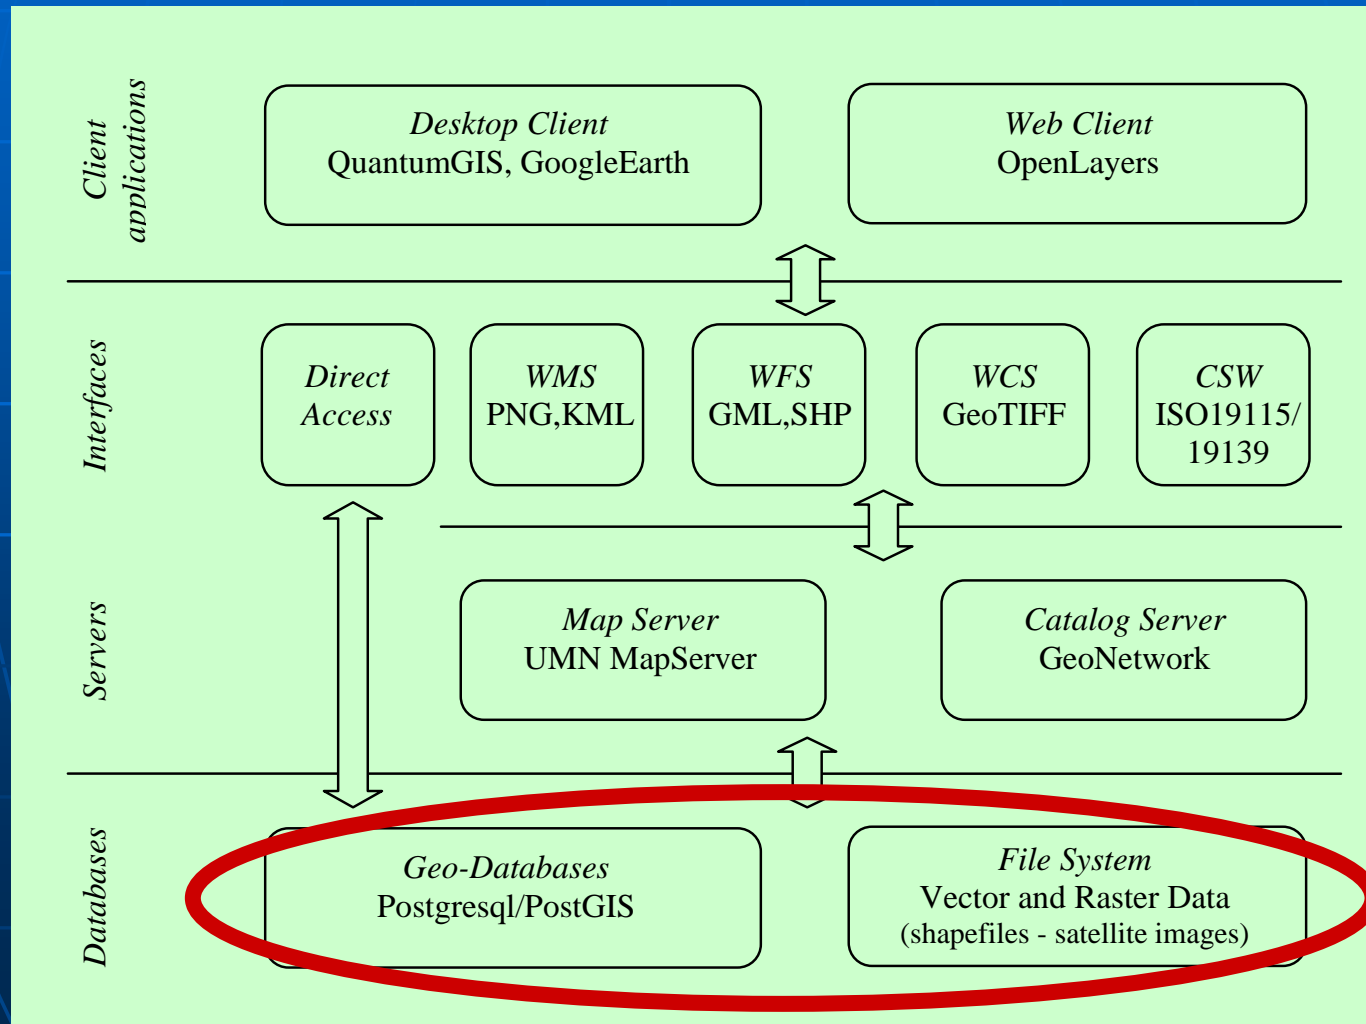 Client
applications
Desktop Client
QuantumGIS, GoogleEarth
Web Client
OpenLayers
Interfaces
Direct
Access
WMS
PNG,KML
WFS
GML,SHP
WCS
GeoTIFF
CSW
ISO19115/
19139
Servers
Map Server
UMN MapServer
Catalog Server
GeoNetwork
Databases
Geo-Databases
Postgresql/PostGIS
File System
Vector and Raster Data
(shapefiles - satellite images)